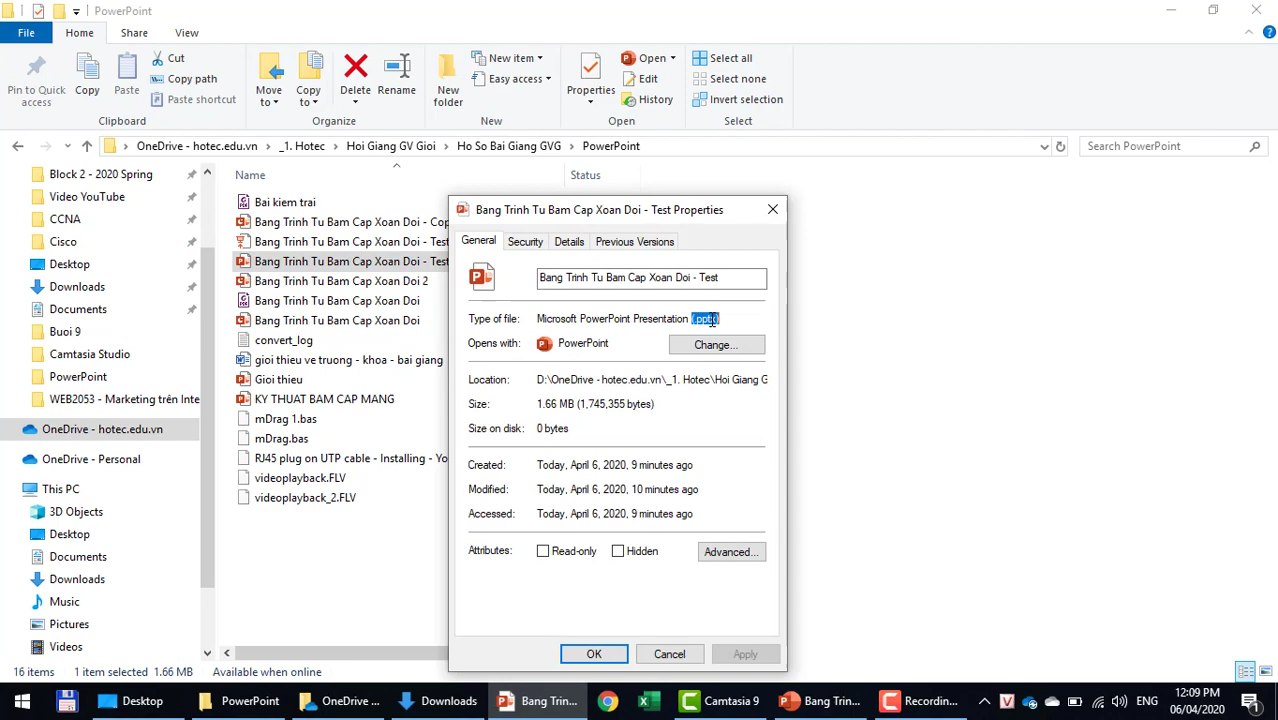 PowerPoint
File Home Share View
Pin to Quick access
Copy
Paste
Cut
Copy path
Paste shortcut
Move to
Copy to
Delete
Rename
New folder
New item
Easy access
Properties
Open
Edit
History
Select all
Select none
Invert selection
Clipboard Organize New Open Select
OneDrive - hotec.edu.vn > _1. Hotec > Hoi Giang GV Gioi > Ho So Bai Giang GVG > PowerPoint
Search PowerPoint
Block 2 - 2020 Spring
Video YouTube
CCNA
Cisco
Desktop
Downloads
Documents
Buoi 9
Camtasia Studio
PowerPoint
WEB2053 - Marketing trên Inte
OneDrive - hotec.edu.vn
OneDrive - Personal
This PC
3D Objects
Desktop
Documents
Downloads
Music
Pictures
Videos
Name Status
Bai kiem trai
Bang Trinh Tu Bam Cap Xoan Doi - Cop
Bang Trinh Tu Bam Cap Xoan Doi - Test
Bang Trinh Tu Bam Cap Xoan Doi - Test
Bang Trinh Tu Bam Cap Xoan Doi 2
Bang Trinh Tu Bam Cap Xoan Doi
Bang Trinh Tu Bam Cap Xoan Doi
convert_log
gioi thieu ve truong - khoa - bai giang
Gioi thieu
KY THUAT BAM CAP MANG
mDrag 1.bas
mDrag.bas
RJ45 plug on UTP cable - Installing - Yo
videoplayback.FLV
videoplayback_2.FLV
Bang Trinh Tu Bam Cap Xoan Doi - Test Properties
General Security Details Previous Versions
Bang Trinh Tu Bam Cap Xoan Doi - Test
Type of file: Microsoft PowerPoint Presentation (.pptx)
Opens with: PowerPoint Change...
Location: D:\OneDrive - hotec.edu.vn\_1. Hotec\Hoi Giang G
Size: 1.66 MB (1,745,355 bytes)
Size on disk: 0 bytes
Created: Today, April 6, 2020, 9 minutes ago
Modified: Today, April 6, 2020, 10 minutes ago
Accessed: Today, April 6, 2020, 9 minutes ago
Attributes: Read-only Hidden Advanced...
OK Cancel Apply
16 items 1 item selected 1.66 MB Available when online
Desktop PowerPoint OneDrive ... Downloads Bang Trin... Camtasia 9 Bang Trin... Recordin... ENG
12:09 PM
06/04/2020